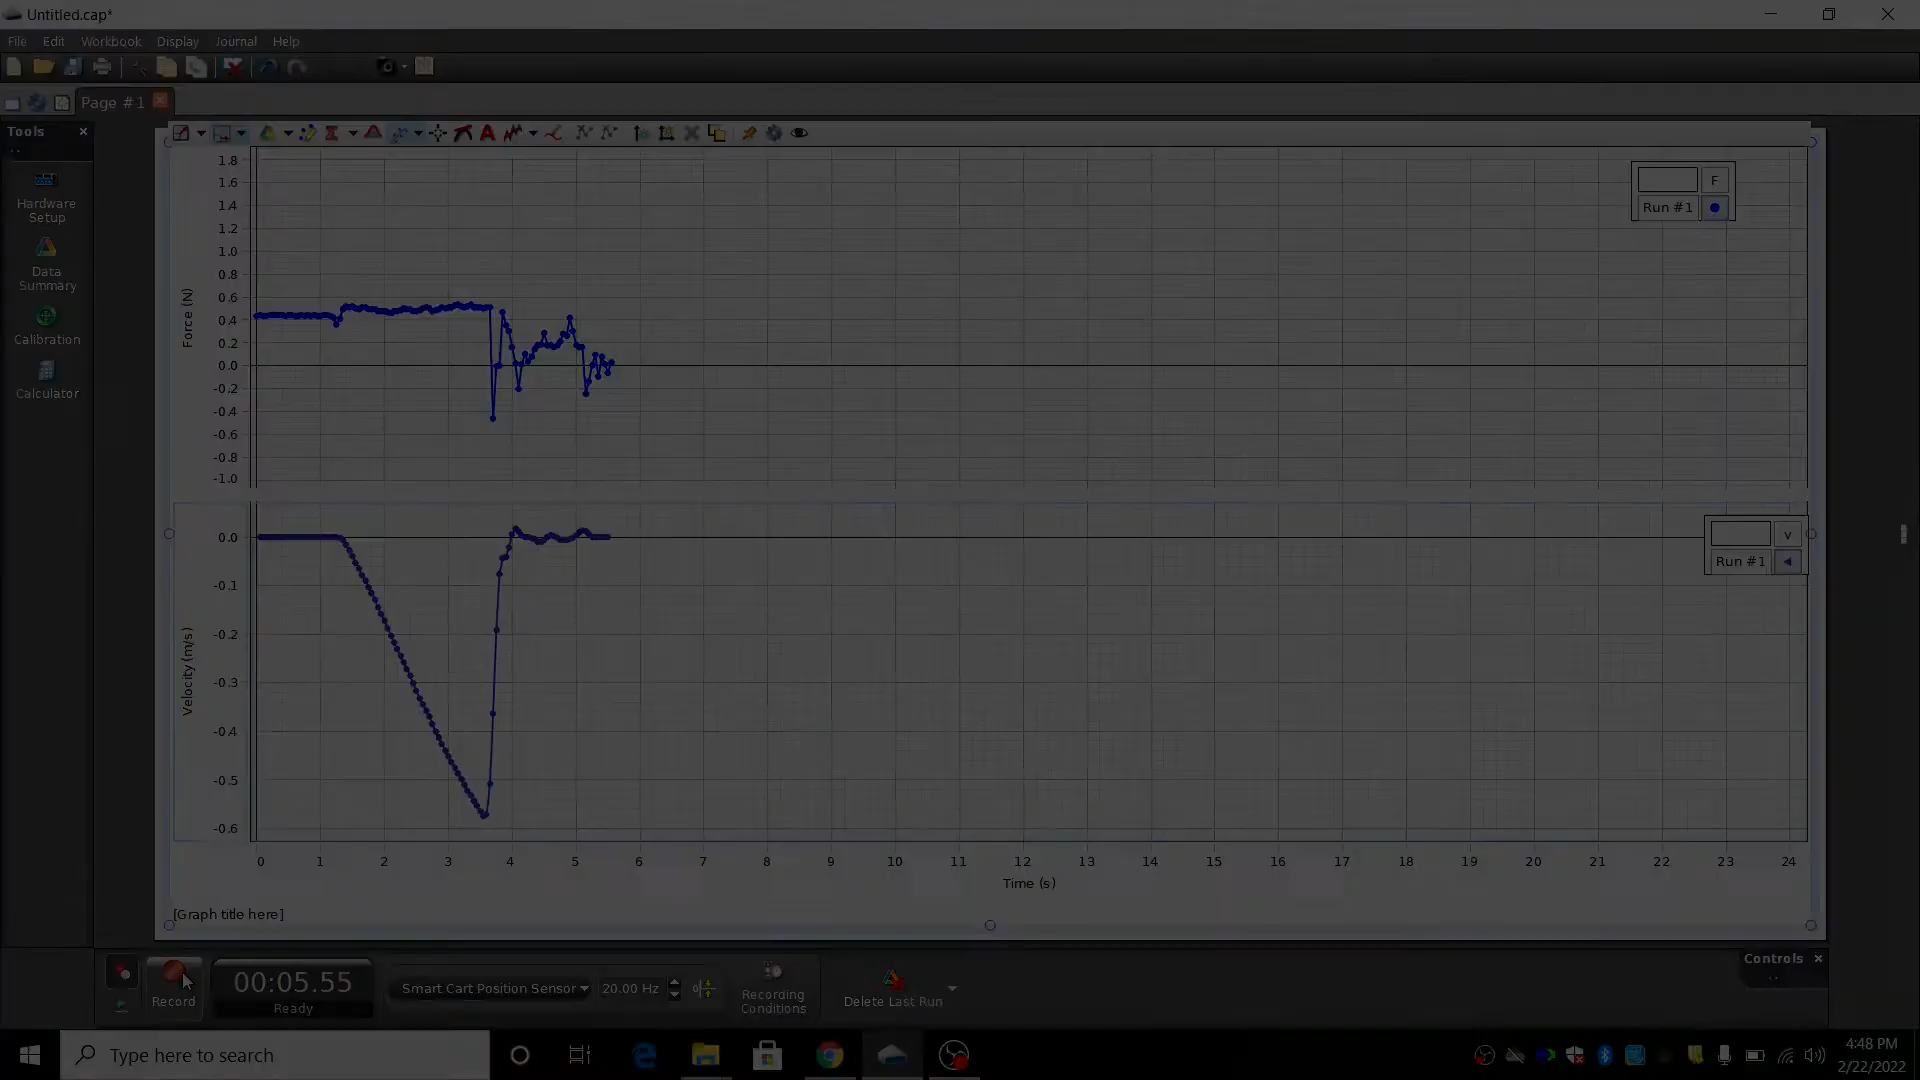 Untitled.cap*
File Edit Workbook Display Journal Help
Page #1
Tools
Hardware
Setup
Data
Summary
Calibration
Calculator
1.8
1.6
1.4
1.2
1.0
0.8
0.6
0.4
0.2
0.0
-0.2
-0.4
-0.6
-0.8
-1.0
Force (N)
F
Run #1
0.0
-0.1
-0.2
-0.3
-0.4
-0.5
-0.6
Velocity (m/s)
v
Run #1
0 1 2 3 4 5 6 7 8 9 10 11 12 13 14 15 16 17 18 19 20 21 22 23 24
Time (s)
[Graph title here]
Record
00:05.55
Ready
Smart Cart Position Sensor
20.00 Hz
Recording
Conditions
Delete Last Run
Controls
Type here to search
4:48 PM
2/22/2022